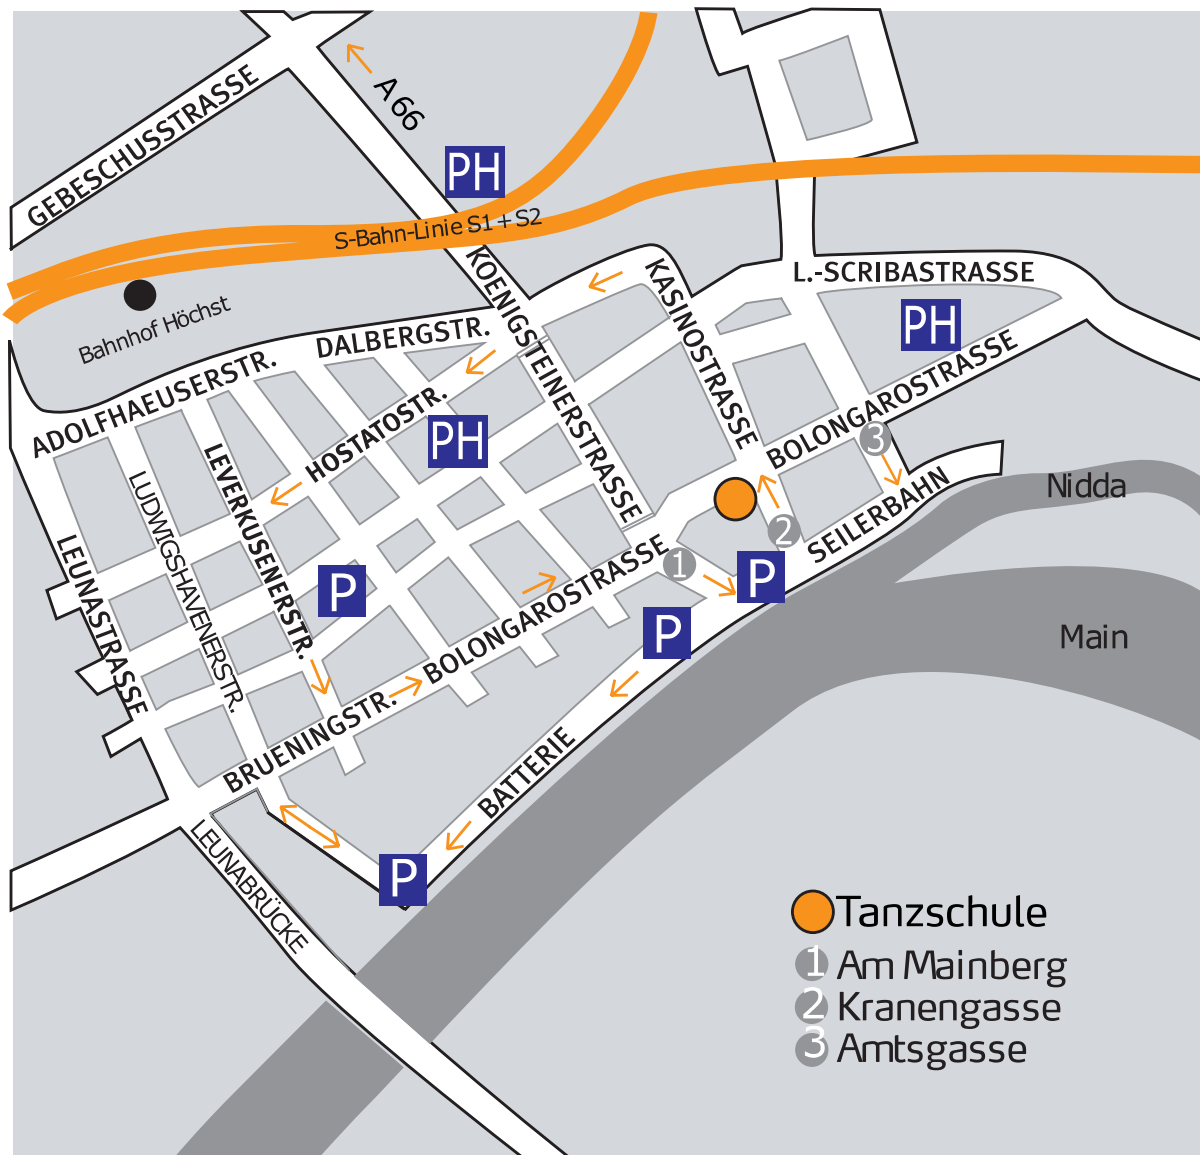 GEBESCHUSSTRASSE
A 66
PH
S-Bahn-Linie S1 + S2
Bahnhof Höchst
KOENIGSTEINERSTRASSE
KASINOSTRASSE
L.-SCRIBASTRASSE
PH
DALBERGSTR.
ADOLFHAEUSERSTR.
HOSTATOSTR.
PH
BOLONGAROSTRASSE
3
LEVERKUSENERSTR.
LUDWIGSHAVENERSTR.
LEUNASTRASSE
Nidda
SEILERBAHN
2
1
P
P
P
BOLONGAROSTRASSE
Main
BRUENINGSTR.
BATTERIE
LEUNABRÜCKE
P
Tanzschule
1 Am Mainberg
2 Kranengasse
3 Amtsgasse